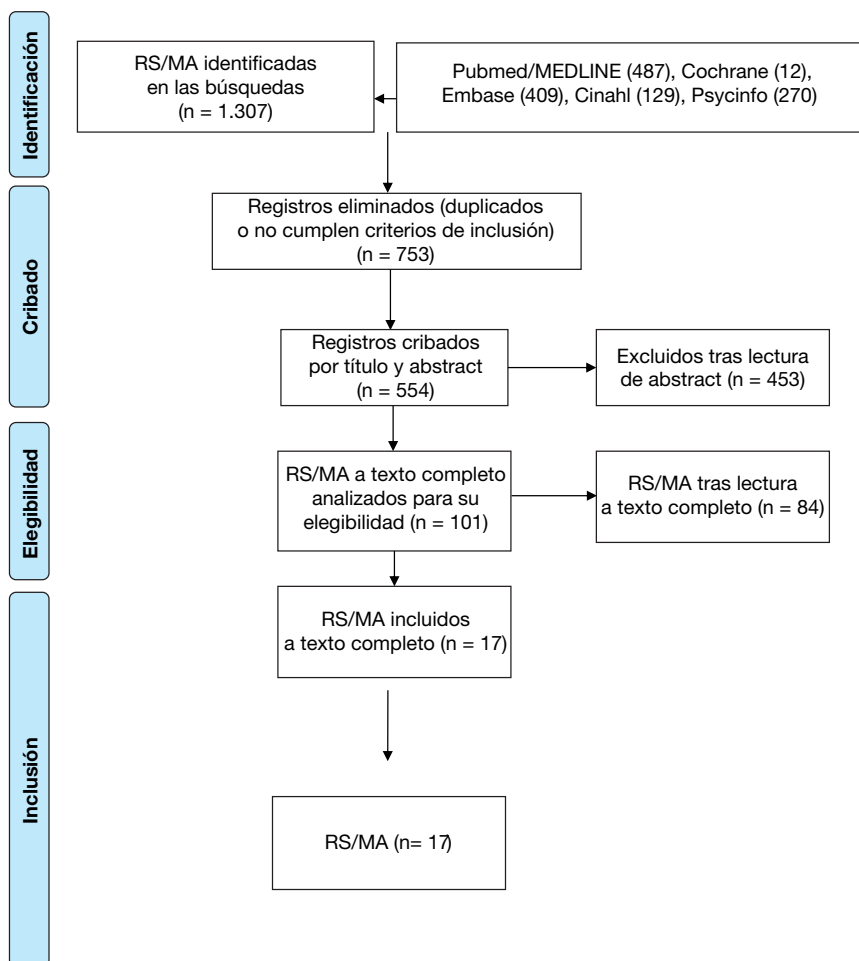 Identificación
RS/MA identificadas
en las búsquedas
(n = 1.307)
Pubmed/MEDLINE (487), Cochrane (12),
Embase (409), Cinahl (129), Psycinfo (270)
Cribado
Registros eliminados (duplicados
o no cumplen criterios de inclusión)
(n = 753)
Registros cribados
por título y abstract
(n = 554)
Excluidos tras lectura
de abstract (n = 453)
Elegibilidad
RS/MA a texto completo
analizados para su
elegibilidad (n = 101)
RS/MA tras lectura
a texto completo (n = 84)
Inclusión
RS/MA incluidos
a texto completo (n = 17)
RS/MA (n= 17)